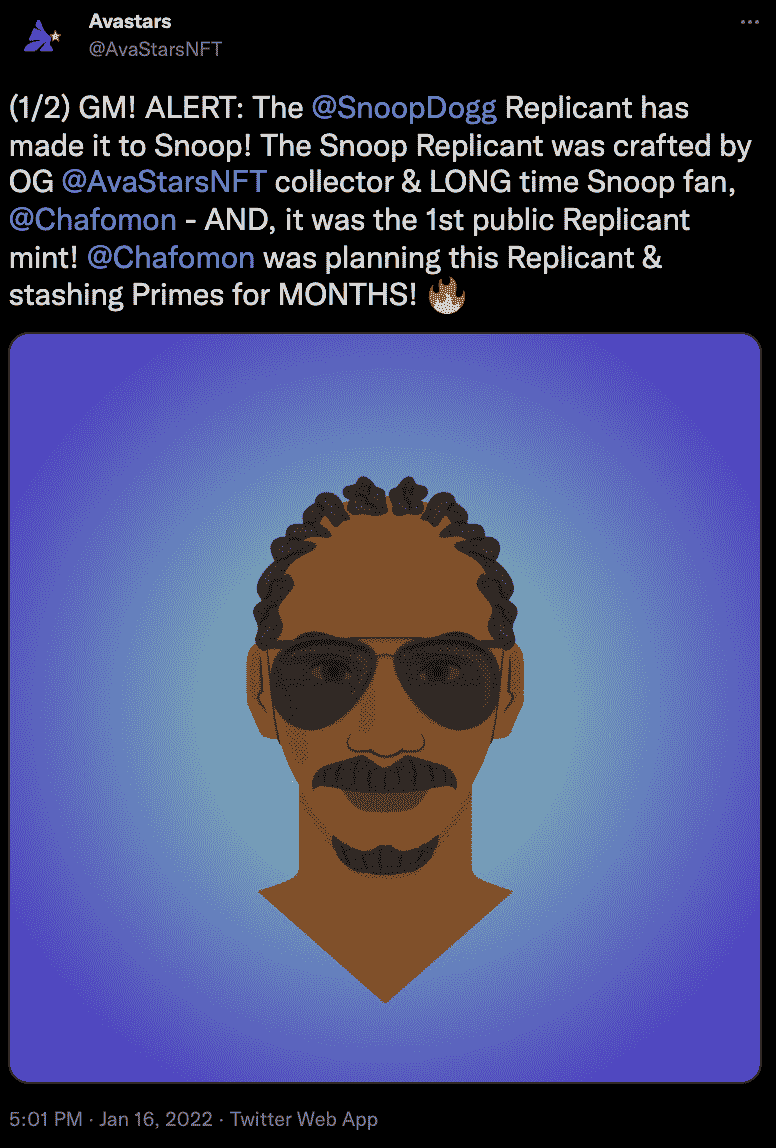 Avastars
@AvaStarsNFT
(1/2) GM! ALERT: The @SnoopDogg Replicant has
made it to Snoop! The Snoop Replicant was crafted by
OG @AvaStarsNFT collector & LONG time Snoop fan,
@Chafomon - AND, it was the 1st public Replicant
mint! @Chafomon was planning this Replicant &
stashing Primes for MONTHS! 🔥
5:01 PM · Jan 16, 2022 · Twitter Web App